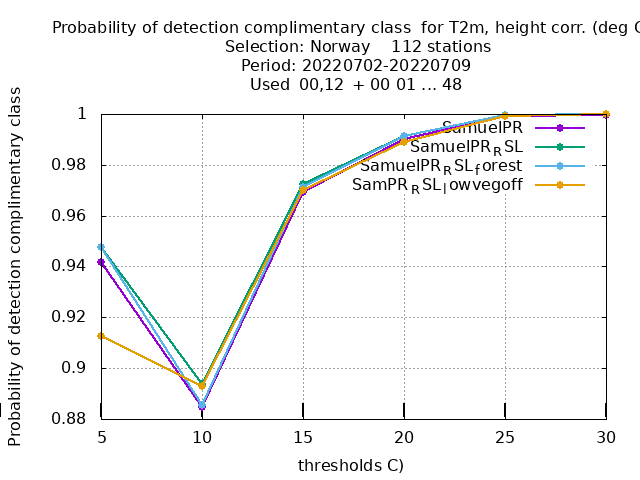 Probability of detection complimentary class  for T2m, height corr. (deg C
Selection: Norway    112 stations
Period: 20220702-20220709
Used  00,12  + 00 01 ... 48
Probability of detection complimentary class
1
0.98
0.96
0.94
0.92
0.9
0.88
SamuelPR
SamuelPR_RSL
SamuelPR_RSL_forest
SamPR_RSL_lowvegoff
5 10 15 20 25 30
thresholds C)